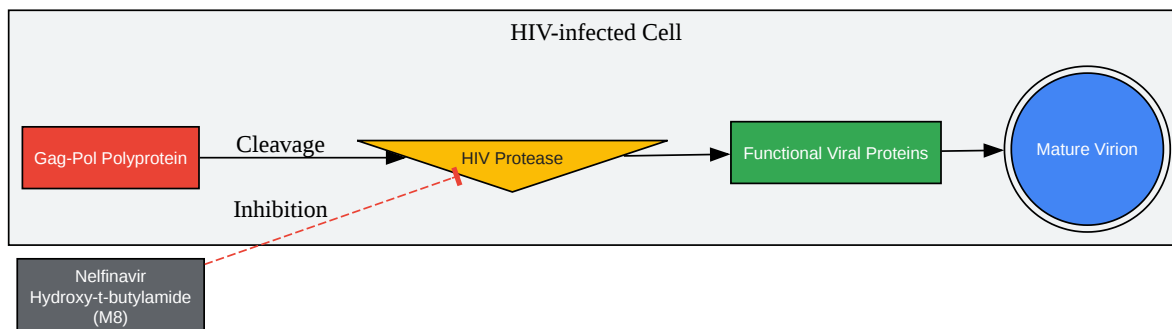 HIV-infected Cell
Cleavage
Gag-Pol Polyprotein
HIV Protease
Functional Viral Proteins
Mature Virion
Inhibition
Nelfinavir
Hydroxy-t-butylamide
(M8)